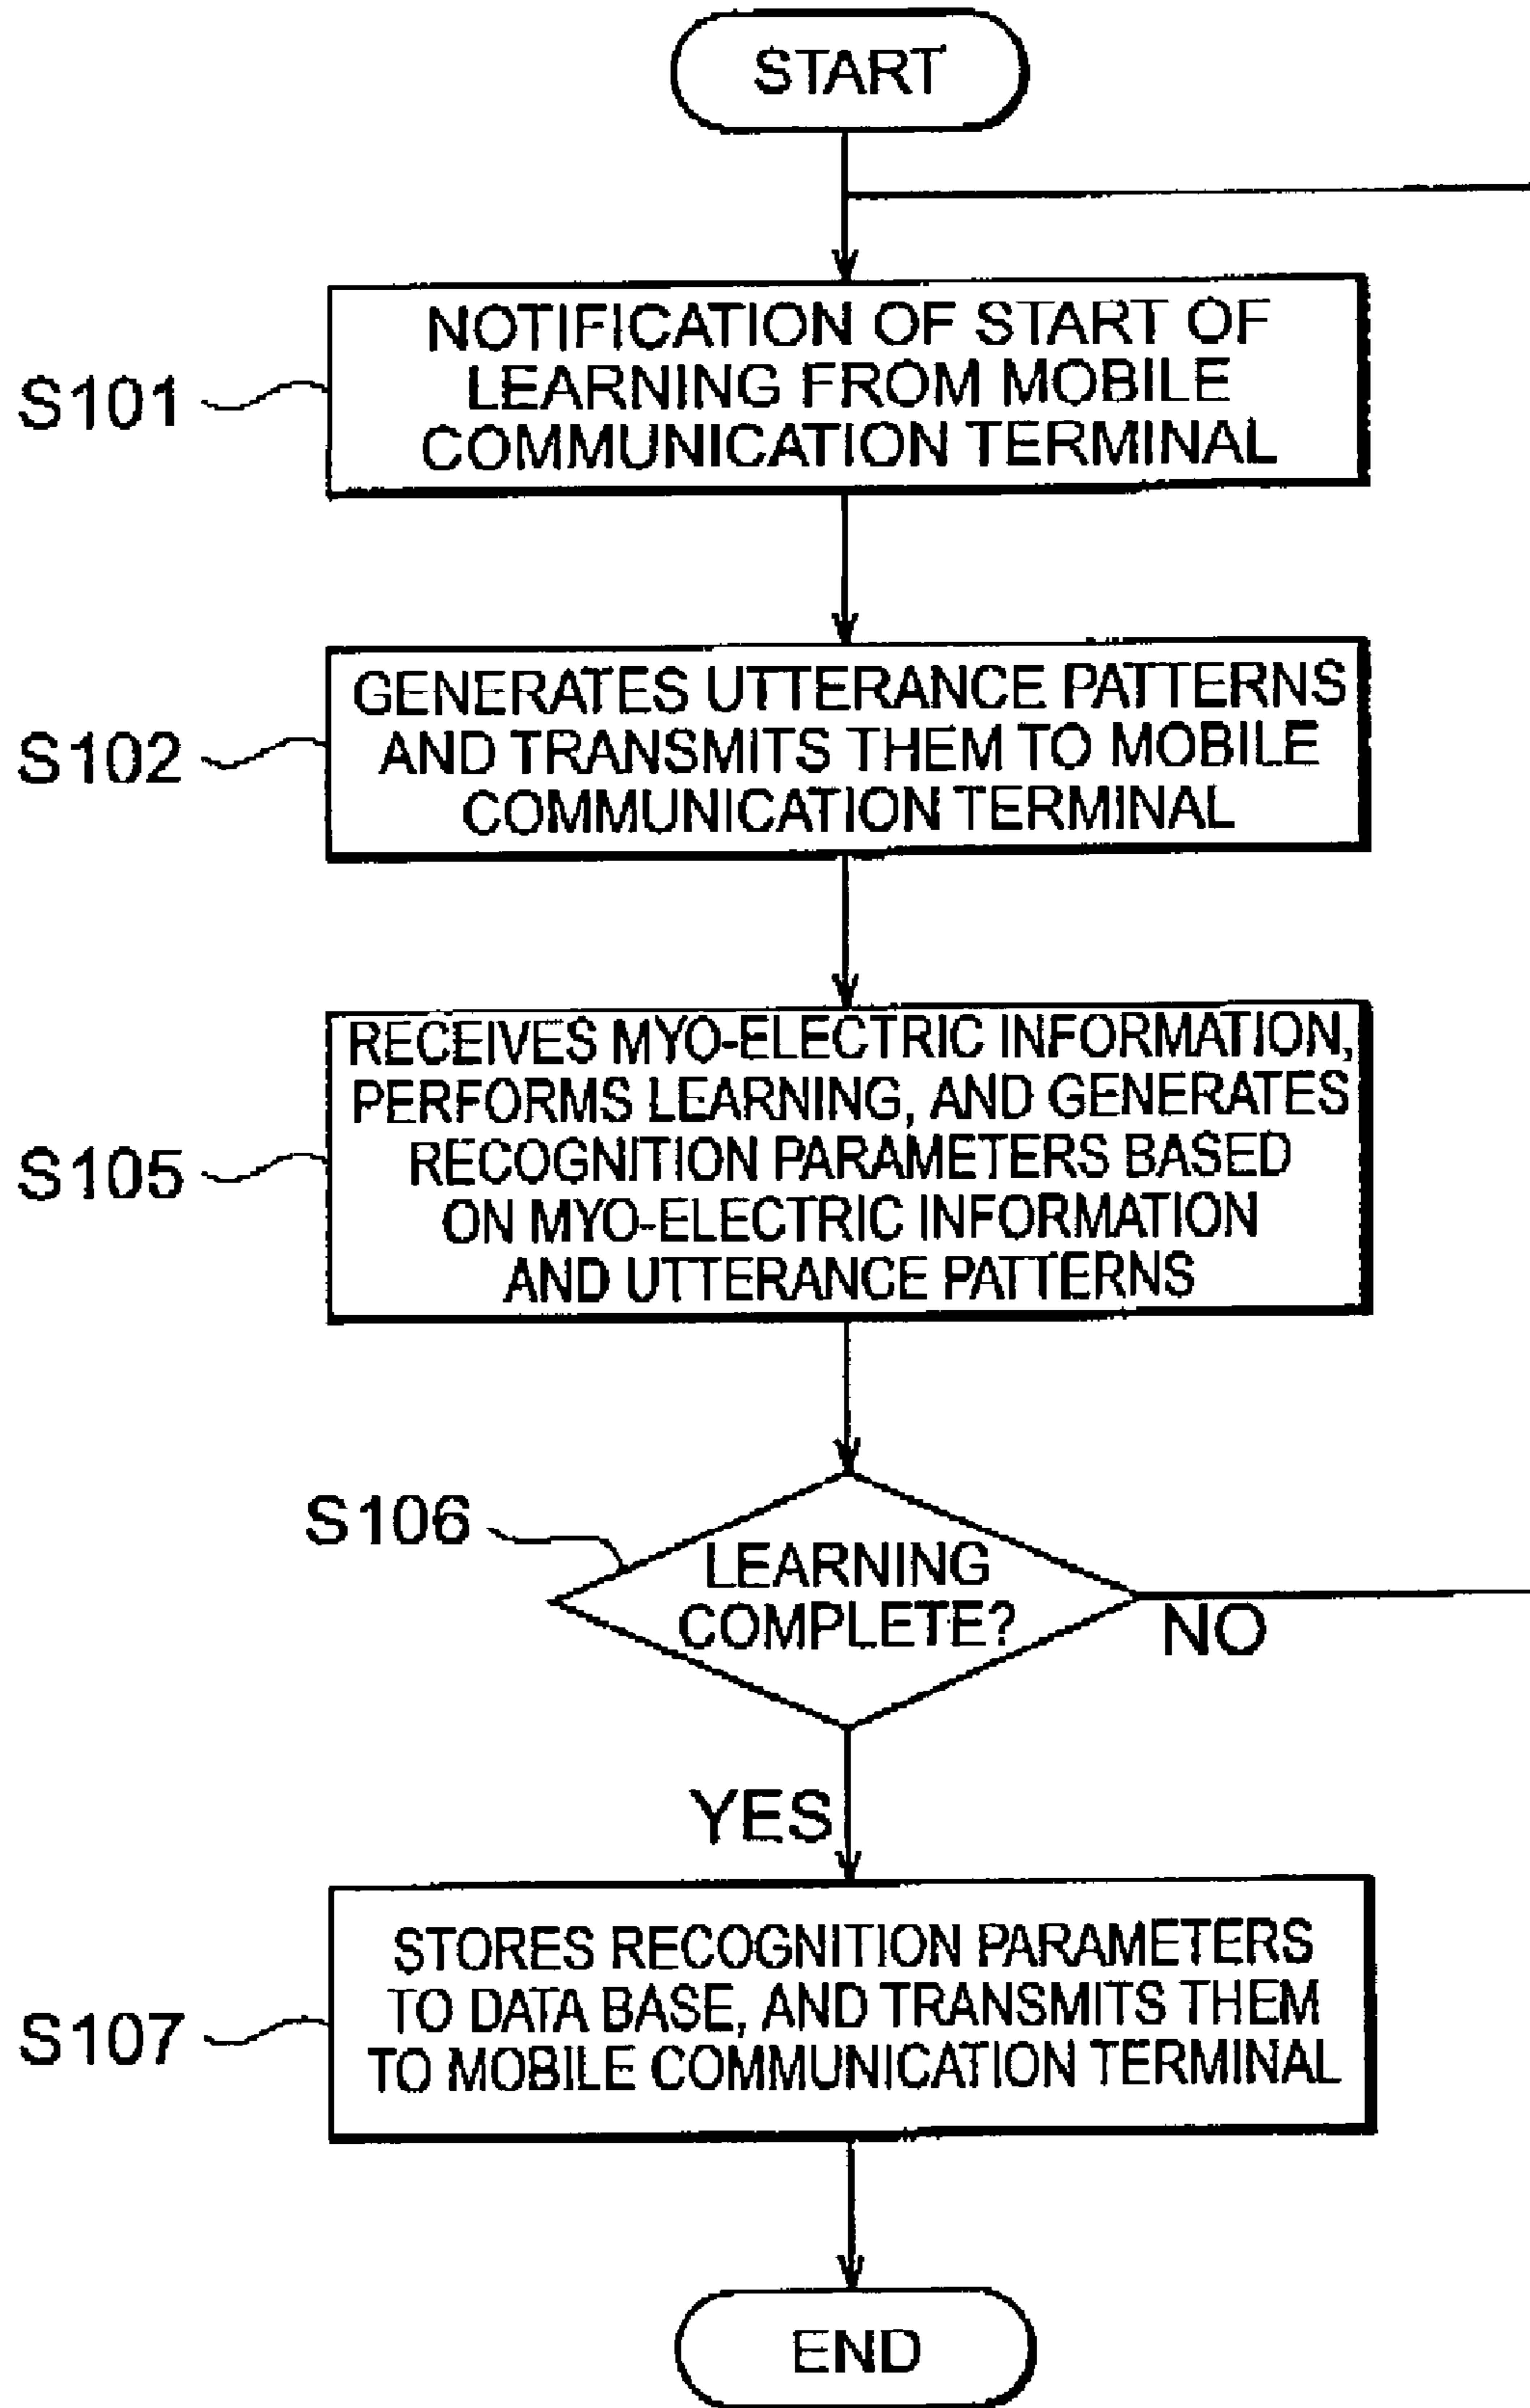 START
S101
NOTIFICATION OF START OF
LEARNING FROM MOBILE
COMMUNICATION TERMINAL
S102
GENERATES UTTERANCE PATTERNS
AND TRANSMITS THEM TO MOBILE
COMMUNICATION TERMINAL
S105
RECEIVES MYO-ELECTRIC INFORMATION,
PERFORMS LEARNING, AND GENERATES
RECOGNITION PARAMETERS BASED
ON MYO-ELECTRIC INFORMATION
AND UTTERANCE PATTERNS
S106
LEARNING
COMPLETE?
NO
YES
S107
STORES RECOGNITION PARAMETERS
TO DATA BASE, AND TRANSMITS THEM
TO MOBILE COMMUNICATION TERMINAL
END